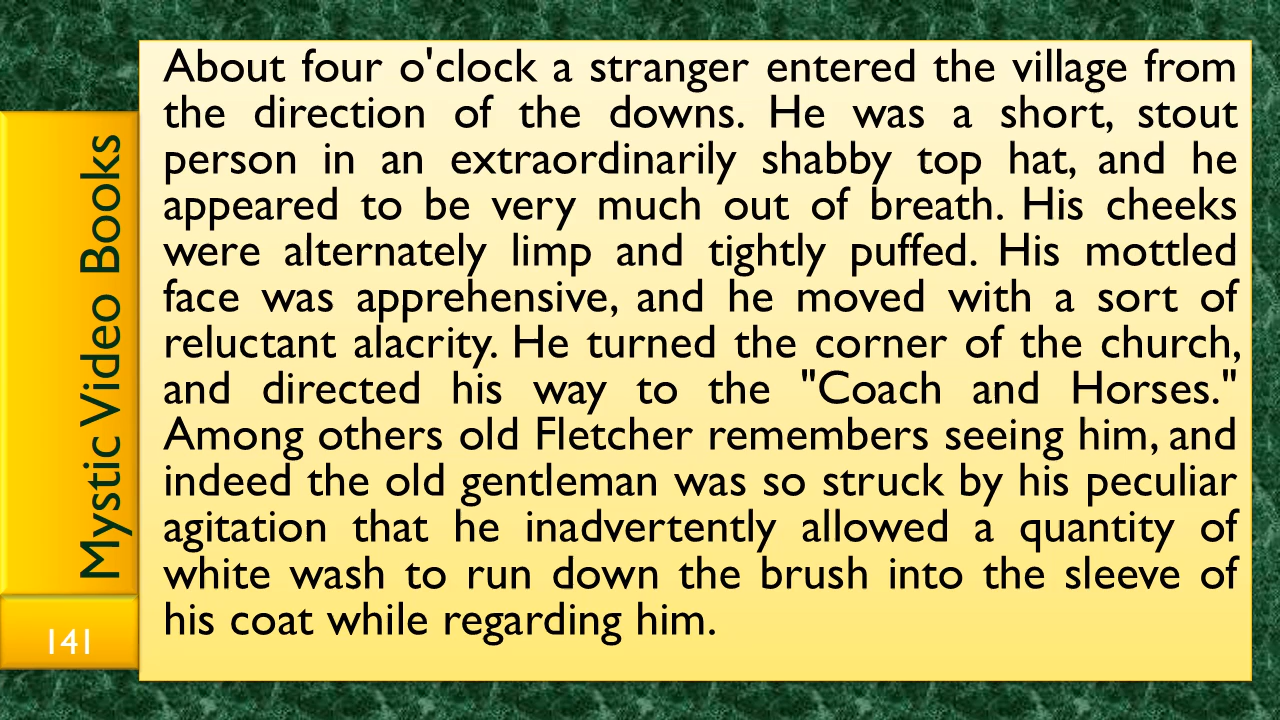 About four o'clock a stranger entered the village from
the direction of the downs. He was a short, stout
person in an extraordinarily shabby top hat, and he
appeared to be very much out of breath. His cheeks
were alternately limp and tightly puffed. His mottled
face was apprehensive, and he moved with a sort of
reluctant alacrity. He turned the corner of the church,
and directed his way to the "Coach and Horses."
Among others old Fletcher remembers seeing him, and
indeed the old gentleman was so struck by his peculiar
agitation that he inadvertently allowed a quantity of
white wash to run down the brush into the sleeve of
his coat while regarding him.
Mystic Video Books
141